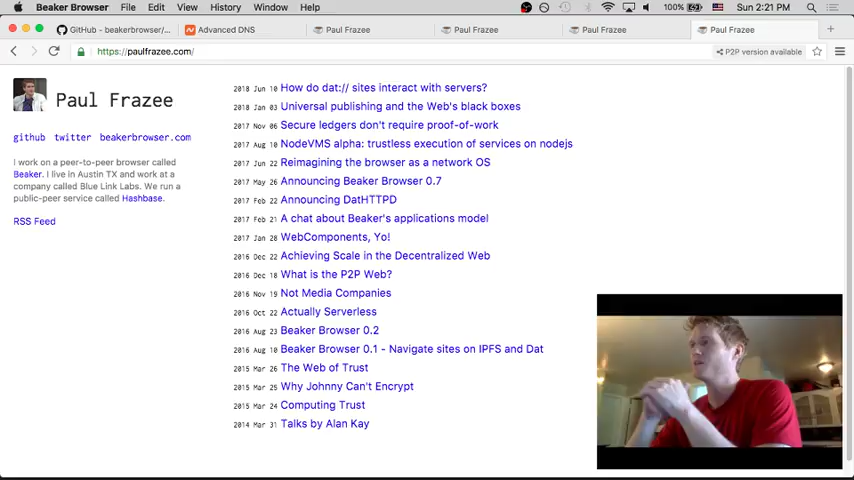 Beaker Browser File Edit View History Window Help 100% Sun 2:21 PM
GitHub - beakerbrowser/... Advanced DNS Paul Frazee Paul Frazee Paul Frazee Paul Frazee
https://paulfrazee.com/ P2P version available
Paul Frazee
github twitter beakerbrowser.com
I work on a peer-to-peer browser called
Beaker. I live in Austin TX and work at a
company called Blue Link Labs. We run a
public-peer service called Hashbase.
RSS Feed
2018 Jun 10 How do dat:// sites interact with servers?
2018 Jan 03 Universal publishing and the Web's black boxes
2017 Nov 06 Secure ledgers don't require proof-of-work
2017 Aug 10 NodeVMS alpha: trustless execution of services on nodejs
2017 Jun 22 Reimagining the browser as a network OS
2017 May 26 Announcing Beaker Browser 0.7
2017 Feb 22 Announcing DatHTTPD
2017 Feb 21 A chat about Beaker's applications model
2017 Jan 28 WebComponents, Yo!
2016 Dec 22 Achieving Scale in the Decentralized Web
2016 Dec 18 What is the P2P Web?
2016 Nov 19 Not Media Companies
2016 Oct 22 Actually Serverless
2016 Aug 23 Beaker Browser 0.2
2016 Aug 10 Beaker Browser 0.1 - Navigate sites on IPFS and Dat
2015 Mar 26 The Web of Trust
2015 Mar 25 Why Johnny Can't Encrypt
2015 Mar 24 Computing Trust
2014 Mar 31 Talks by Alan Kay